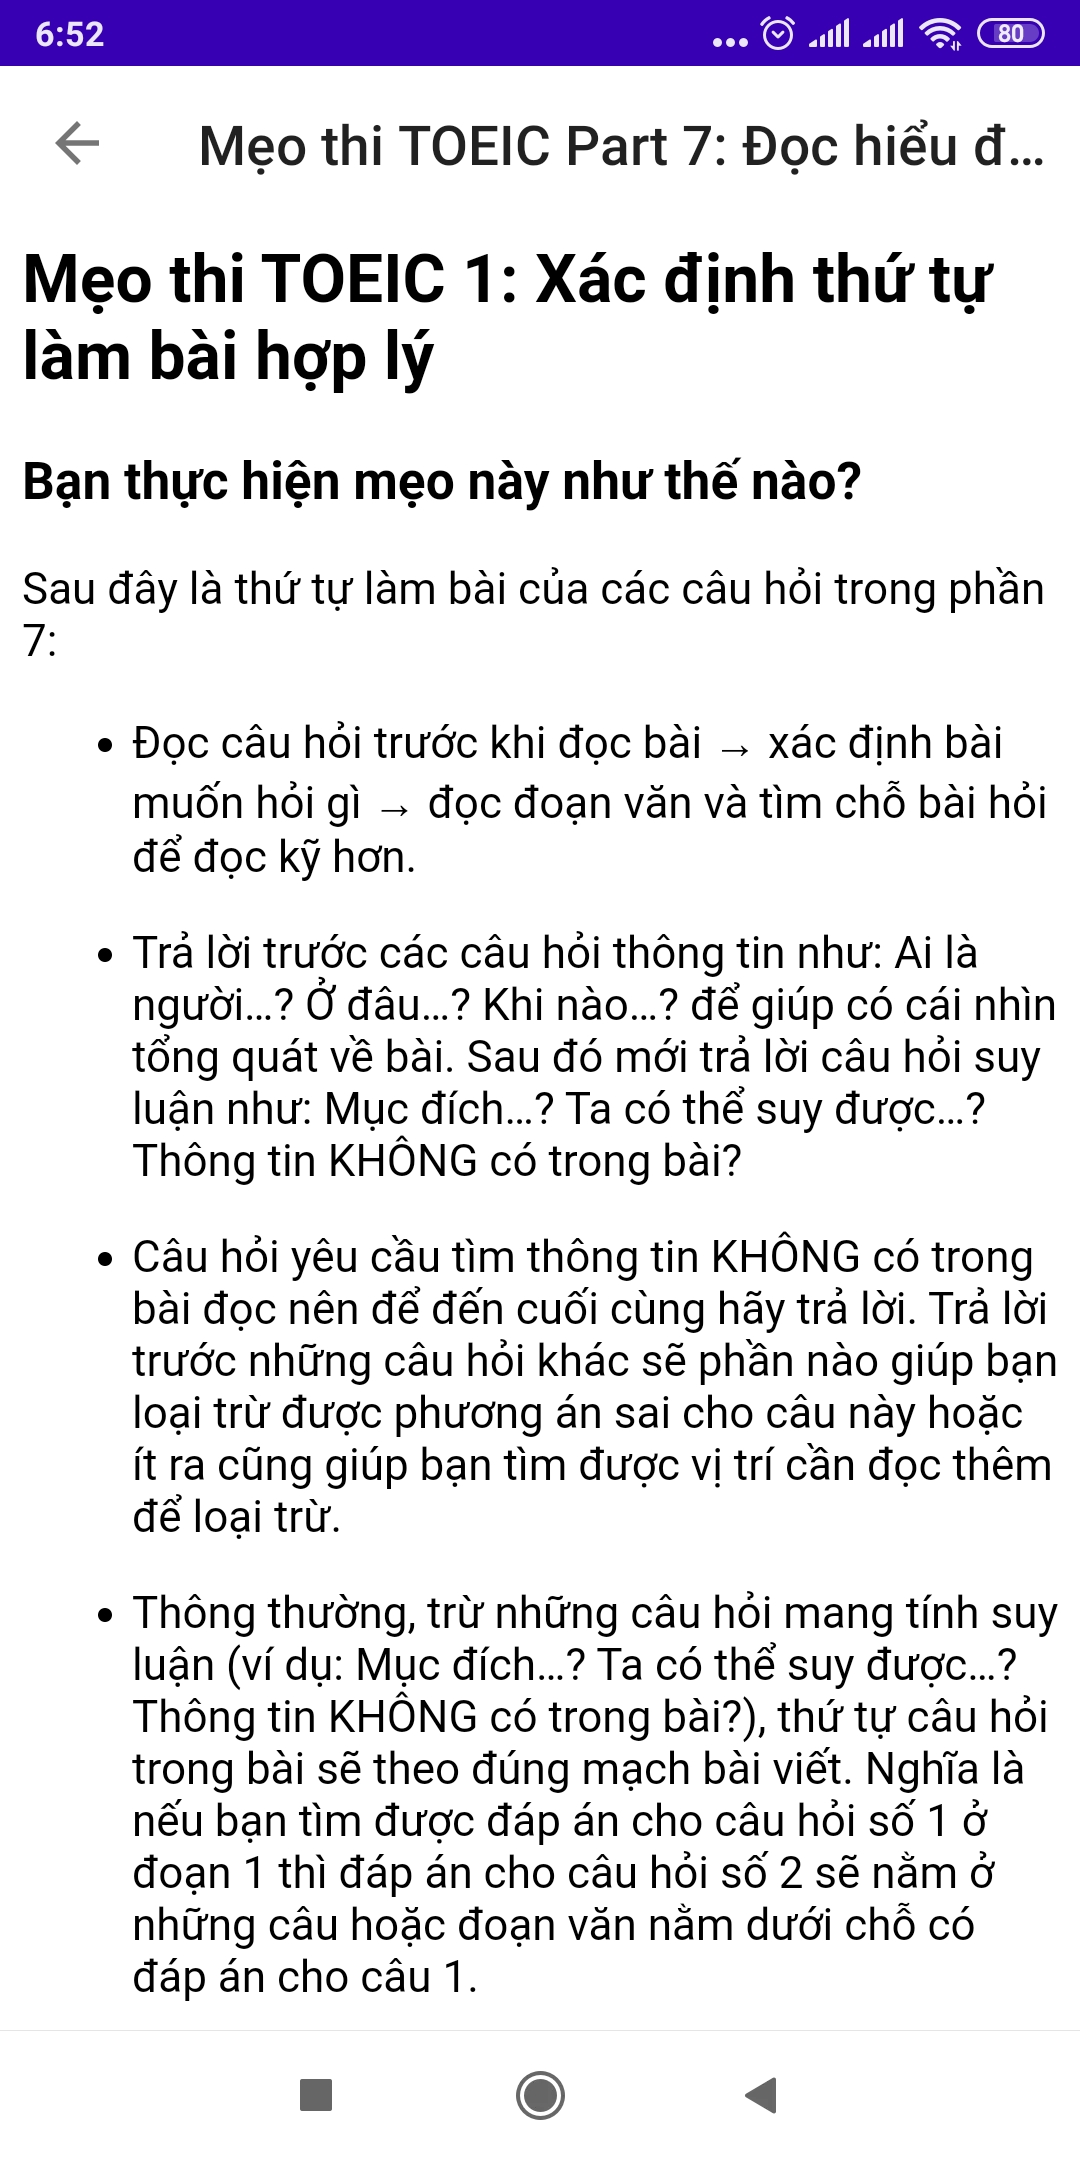 6:52
80
Mẹo thi TOEIC Part 7: Đọc hiểu đ...
Mẹo thi TOEIC 1: Xác định thứ tự
làm bài hợp lý
Bạn thực hiện mẹo này như thế nào?
Sau đây là thứ tự làm bài của các câu hỏi trong phần
7:
• Đọc câu hỏi trước khi đọc bài → xác định bài
muốn hỏi gì → đọc đoạn văn và tìm chỗ bài hỏi
để đọc kỹ hơn.
• Trả lời trước các câu hỏi thông tin như: Ai là
người...? Ở đâu...? Khi nào...? để giúp có cái nhìn
tổng quát về bài. Sau đó mới trả lời câu hỏi suy
luận như: Mục đích...? Ta có thể suy được...?
Thông tin KHÔNG có trong bài?
• Câu hỏi yêu cầu tìm thông tin KHÔNG có trong
bài đọc nên để đến cuối cùng hãy trả lời. Trả lời
trước những câu hỏi khác sẽ phần nào giúp bạn
loại trừ được phương án sai cho câu này hoặc
ít ra cũng giúp bạn tìm được vị trí cần đọc thêm
để loại trừ.
• Thông thường, trừ những câu hỏi mang tính suy
luận (ví dụ: Mục đích...? Ta có thể suy được...?
Thông tin KHÔNG có trong bài?), thứ tự câu hỏi
trong bài sẽ theo đúng mạch bài viết. Nghĩa là
nếu bạn tìm được đáp án cho câu hỏi số 1 ở
đoạn 1 thì đáp án cho câu hỏi số 2 sẽ nằm ở
những câu hoặc đoạn văn nằm dưới chỗ có
đáp án cho câu 1.